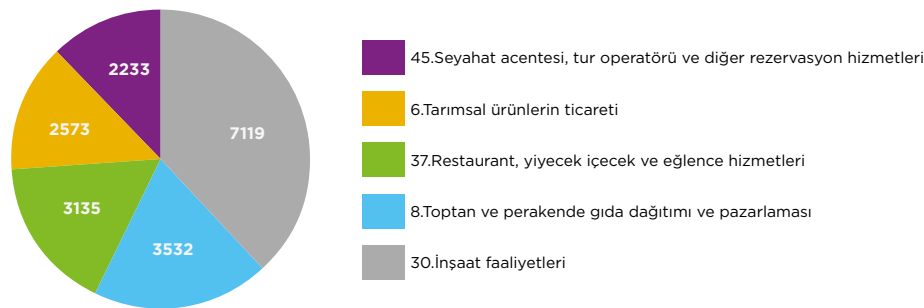 2233
7119
2573
3135
3532
45.Seyahat acentesi, tur operatörü ve diğer rezervasyon hizmetleri
6.Tarımsal ürünlerin ticareti
37.Restaurant, yiyecek içecek ve eğlence hizmetleri
8.Toptan ve perakende gıda dağıtımı ve pazarlaması
30.İnşaat faaliyetleri